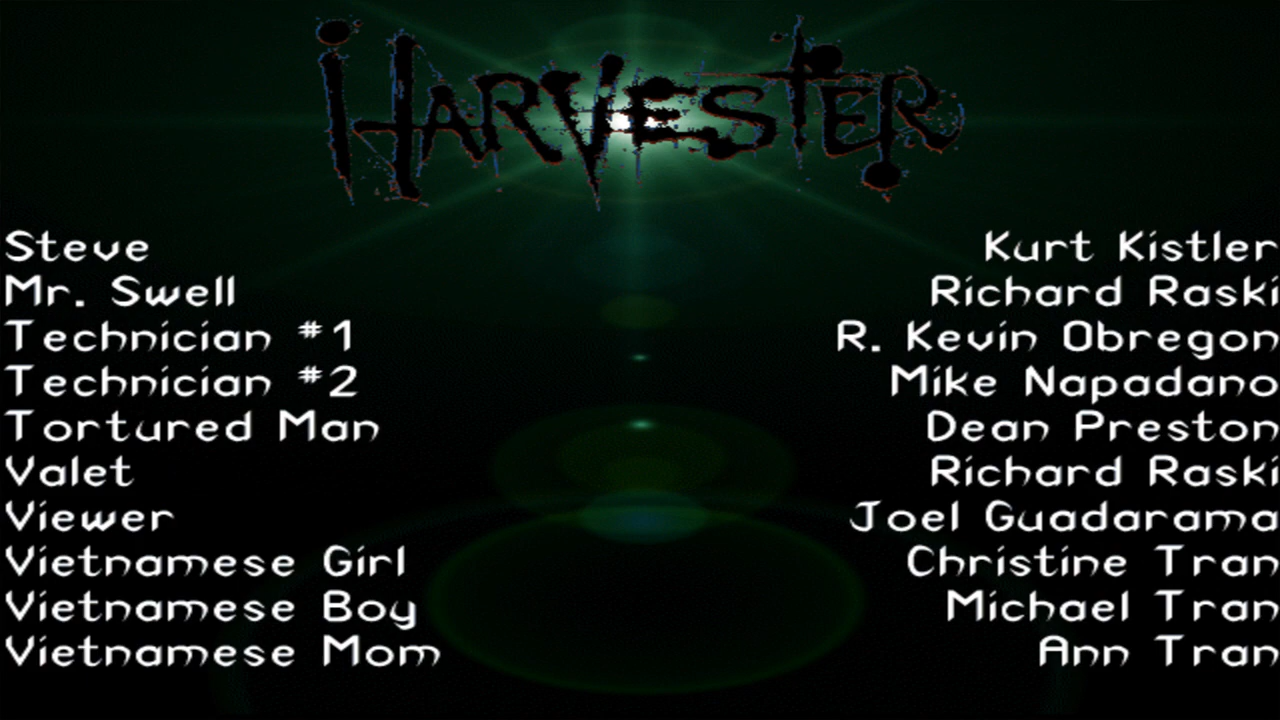 HARVESTER
Steve Kurt Kistler
Mr. Swell Richard Raski
Technician #1 R. Kevin Obregon
Technician #2 Mike Napadano
Tortured Man Dean Preston
Valet Richard Raski
Viewer Joel Guadarama
Vietnamese Girl Christine Tran
Vietnamese Boy Michael Tran
Vietnamese Mom Ann Tran